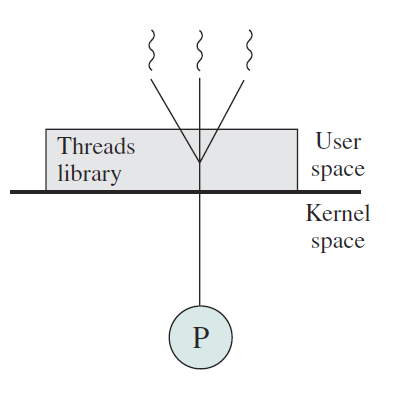 Threads
library
User
space
Kernel
space
P